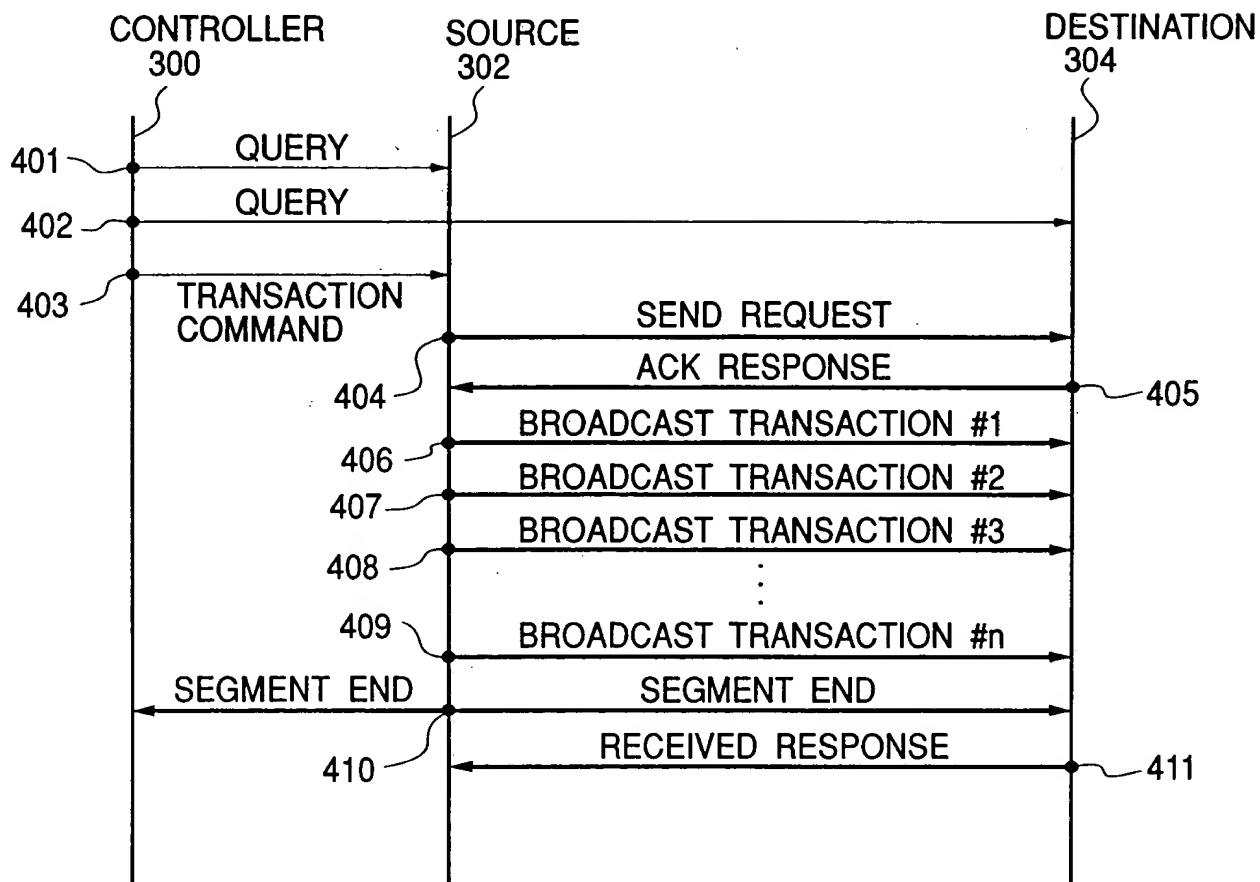 CONTROLLER
300
SOURCE
302
DESTINATION
304
401
QUERY
402
QUERY
403
TRANSACTION
COMMAND
404
SEND REQUEST
ACK RESPONSE
405
406
BROADCAST TRANSACTION #1
407
BROADCAST TRANSACTION #2
408
BROADCAST TRANSACTION #3
409
BROADCAST TRANSACTION #n
SEGMENT END
SEGMENT END
410
RECEIVED RESPONSE
411